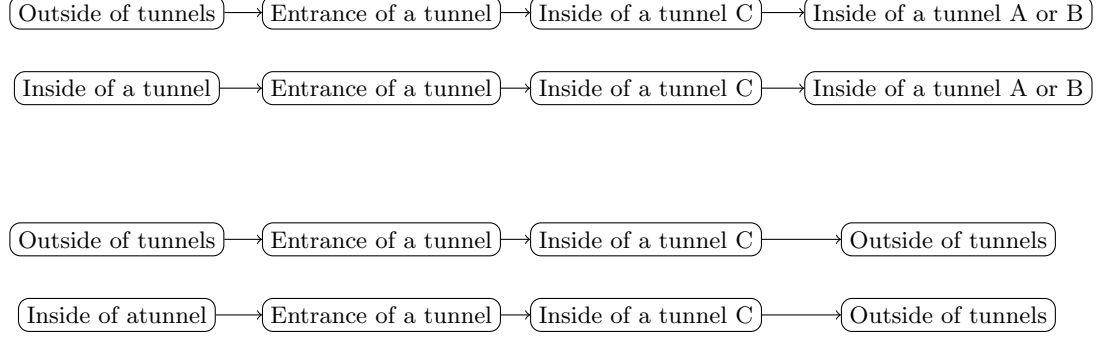 Outside of tunnels Entrance of a tunnel Inside of a tunnel C Inside of a tunnel A or B
Inside of a tunnel Entrance of a tunnel Inside of a tunnel C Inside of a tunnel A or B
Outside of tunnels Entrance of a tunnel Inside of a tunnel C Outside of tunnels
Inside of atunnel Entrance of a tunnel Inside of a tunnel C Outside of tunnels